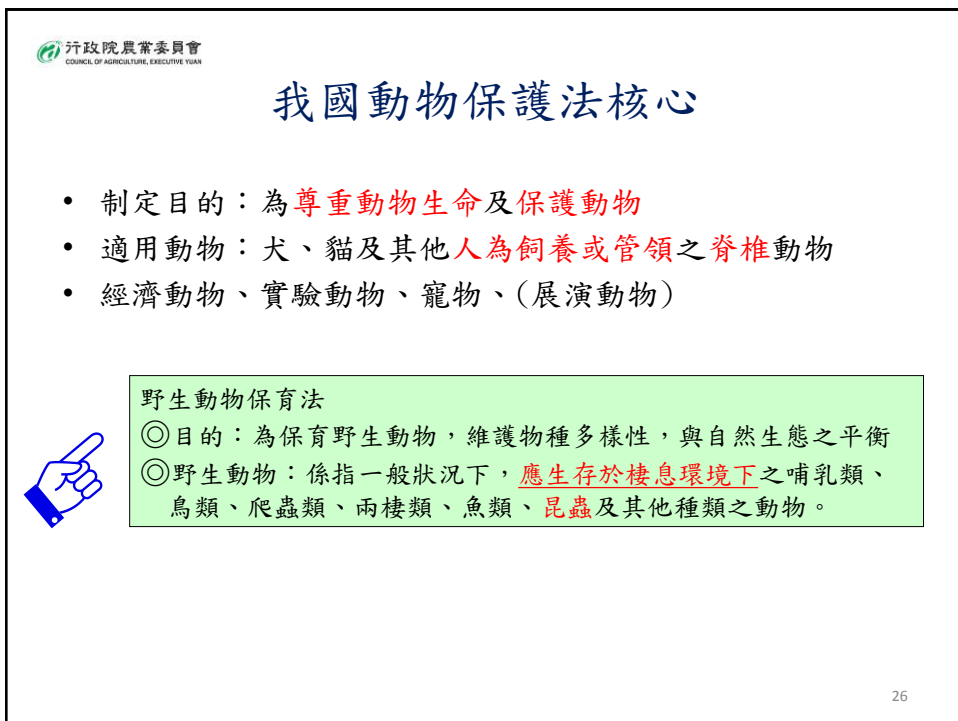 行政院農業委員會
COUNCIL OF AGRICULTURE, EXECUTIVE YUAN
我國動物保護法核心
• 制定目的：為尊重動物生命及保護動物
• 適用動物：犬、貓及其他人為飼養或管領之脊椎動物
• 經濟動物、實驗動物、寵物、(展演動物)
野生動物保育法
◎目的：為保育野生動物，維護物種多樣性，與自然生態之平衡
◎野生動物：係指一般狀況下，應生存於棲息環境下之哺乳類、
鳥類、爬蟲類、兩棲類、魚類、昆蟲及其他種類之動物。
26